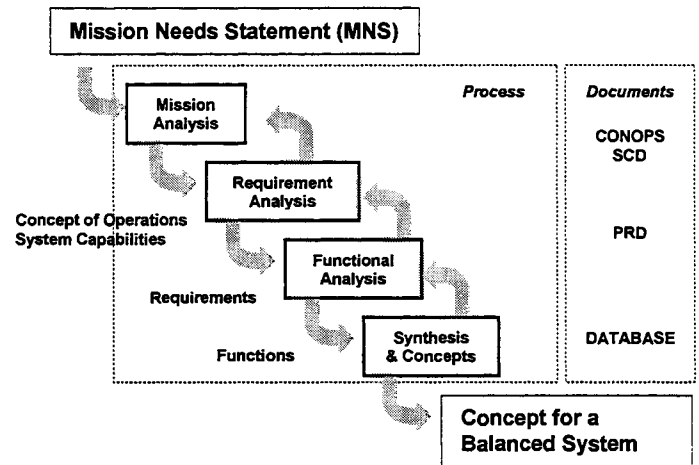 Mission Needs Statement (MNS)
Process
Documents
Mission
Analysis
CONOPS
SCD
Requirement
Analysis
Concept of Operations
System Capabilities
PRD
Functional
Analysis
Requirements
Synthesis
& Concepts
Functions
DATABASE
Concept for a
Balanced System